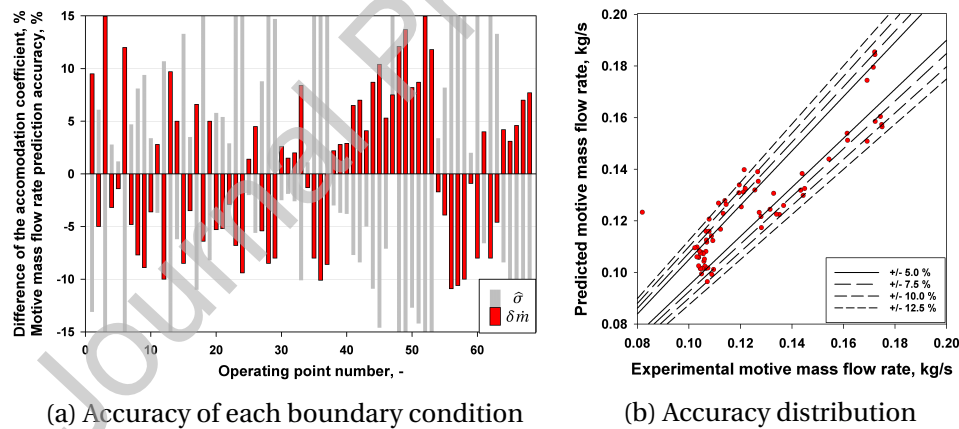 Difference of the accomodation coefficient, %
Motive mass flow rate prediction accuracy, %
15
10
5
0
-5
-10
-15
0
10
20
30
40
50
60
Operating point number, -
σ̂
δṁ
(a) Accuracy of each boundary condition
Predicted motive mass flow rate, kg/s
0.20
0.18
0.16
0.14
0.12
0.10
0.08
0.08
0.10
0.12
0.14
0.16
0.18
0.20
Experimental motive mass flow rate, kg/s
+/- 5.0 %
+/- 7.5 %
+/- 10.0 %
+/- 12.5 %
(b) Accuracy distribution
Journal